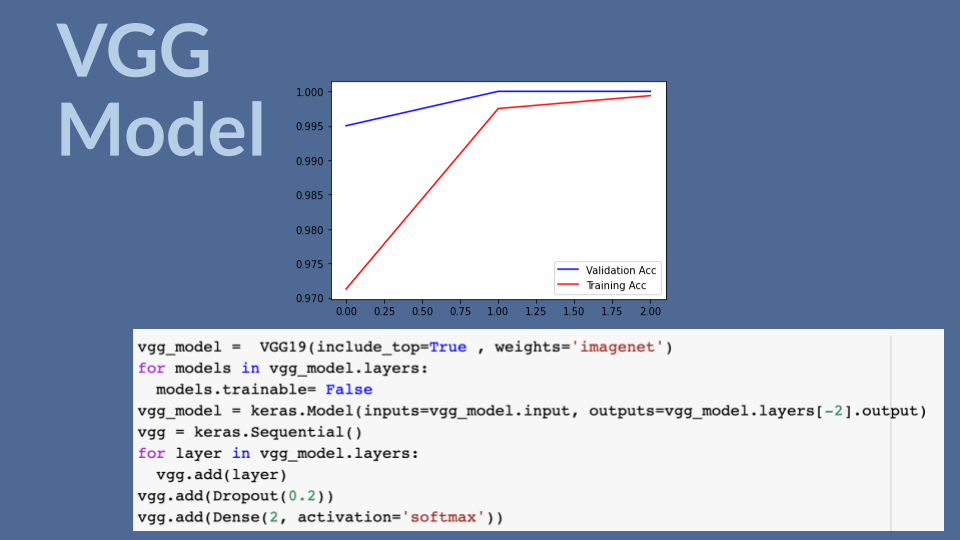 VGG
Model
1.000
0.995
0.990
0.985
0.980
0.975
0.970
Validation Acc
Training Acc
0.00 0.25 0.50 0.75 1.00 1.25 1.50 1.75 2.00
vgg_model =  VGG19(include_top=True , weights='imagenet')
for models in vgg_model.layers:
  models.trainable= False
vgg_model = keras.Model(inputs=vgg_model.input, outputs=vgg_model.layers[-2].output)
vgg = keras.Sequential()
for layer in vgg_model.layers:
  vgg.add(layer)
vgg.add(Dropout(0.2))
vgg.add(Dense(2, activation='softmax'))